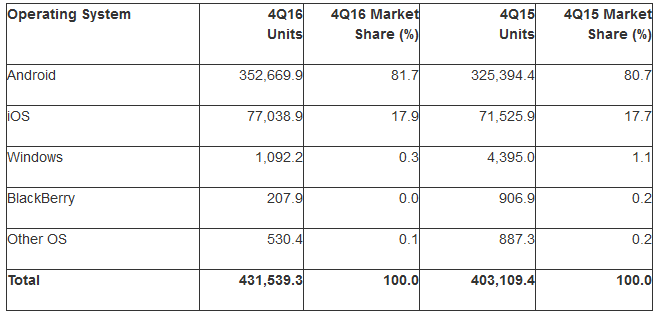 Operating System 4Q16 Units 4Q16 Market Share (%) 4Q15 Units 4Q15 Market Share (%)
Android 352,669.9 81.7 325,394.4 80.7
iOS 77,038.9 17.9 71,525.9 17.7
Windows 1,092.2 0.3 4,395.0 1.1
BlackBerry 207.9 0.0 906.9 0.2
Other OS 530.4 0.1 887.3 0.2
Total 431,539.3 100.0 403,109.4 100.0